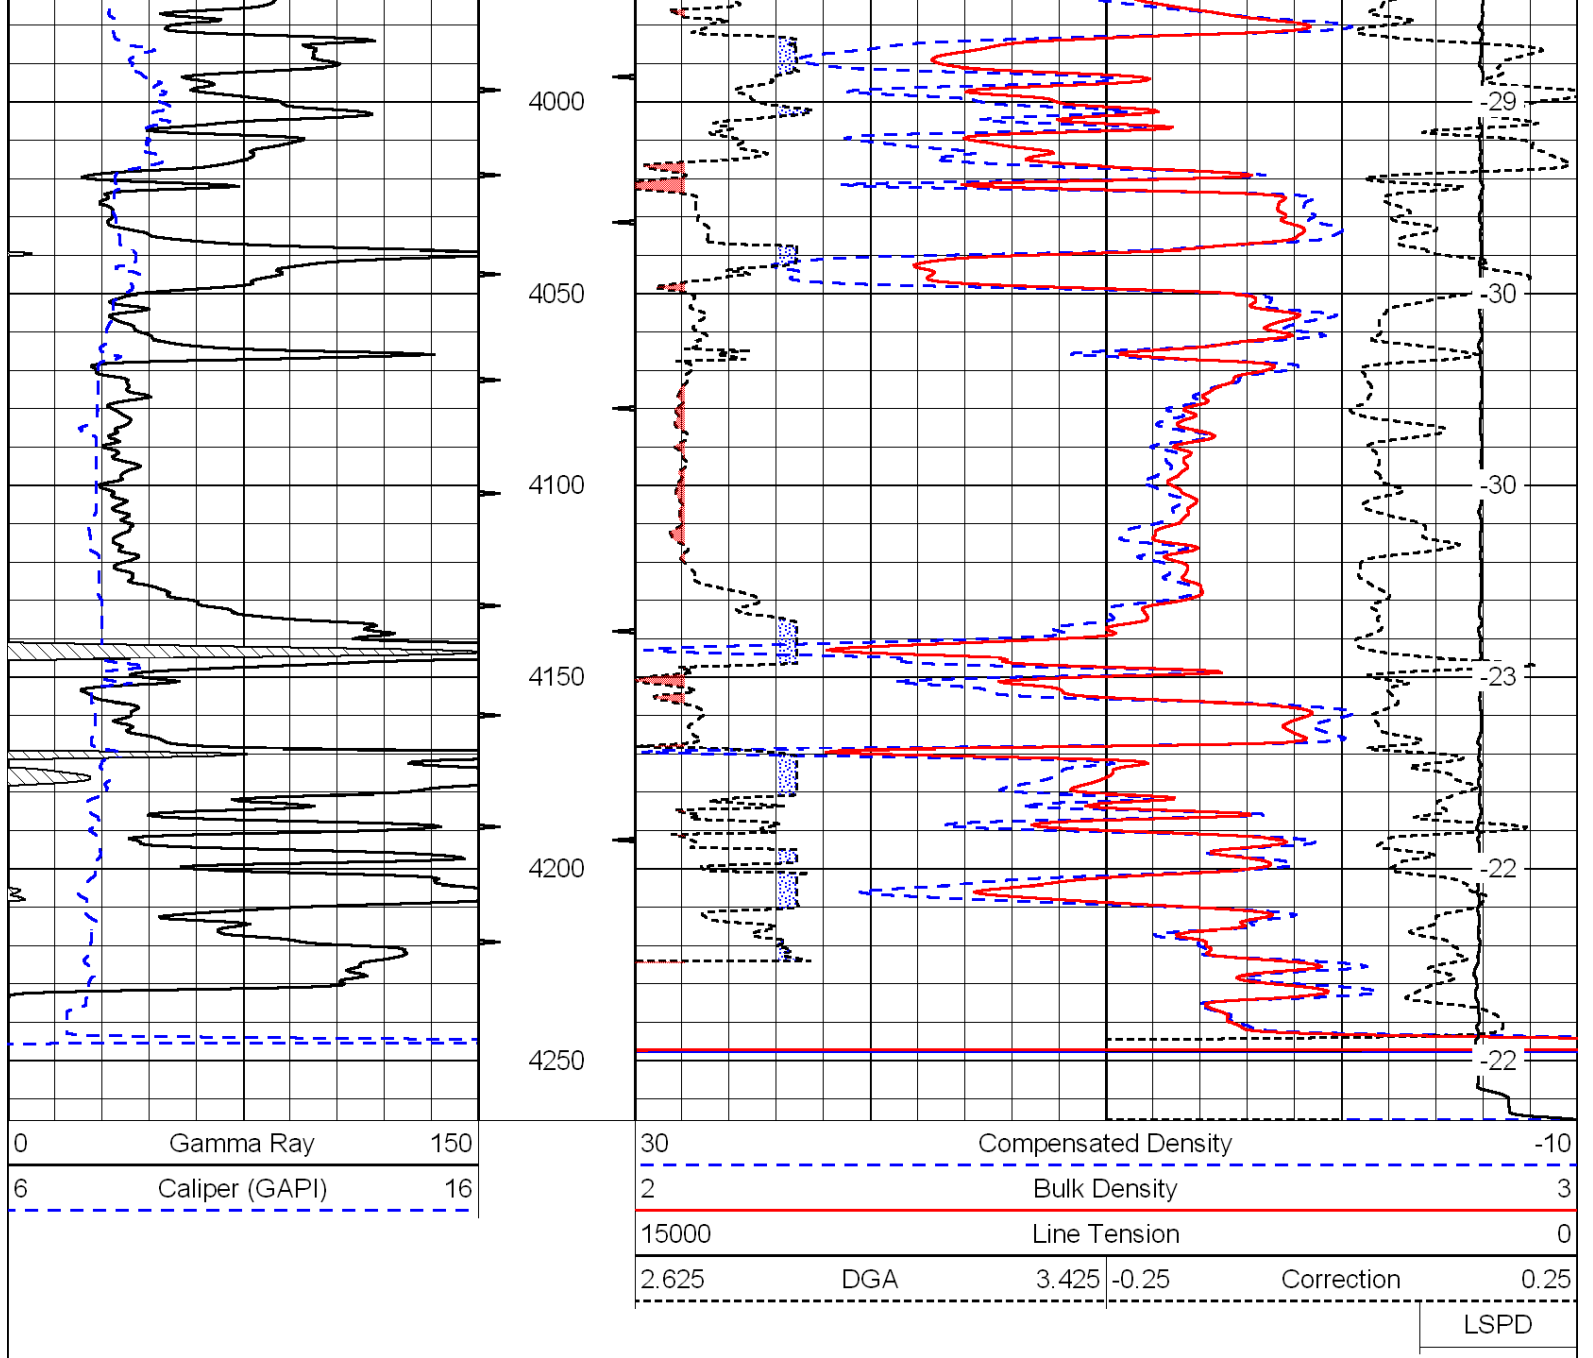 4000
-29
4050
-30
4100
-30
4150
-23
4200
-22
4250
-22
0 Gamma Ray 150
30 Compensated Density -10
6 Caliper (GAPI) 16
2 Bulk Density 3
15000 Line Tension 0
2.625 DGA 3.425 -0.25 Correction 0.25
LSPD